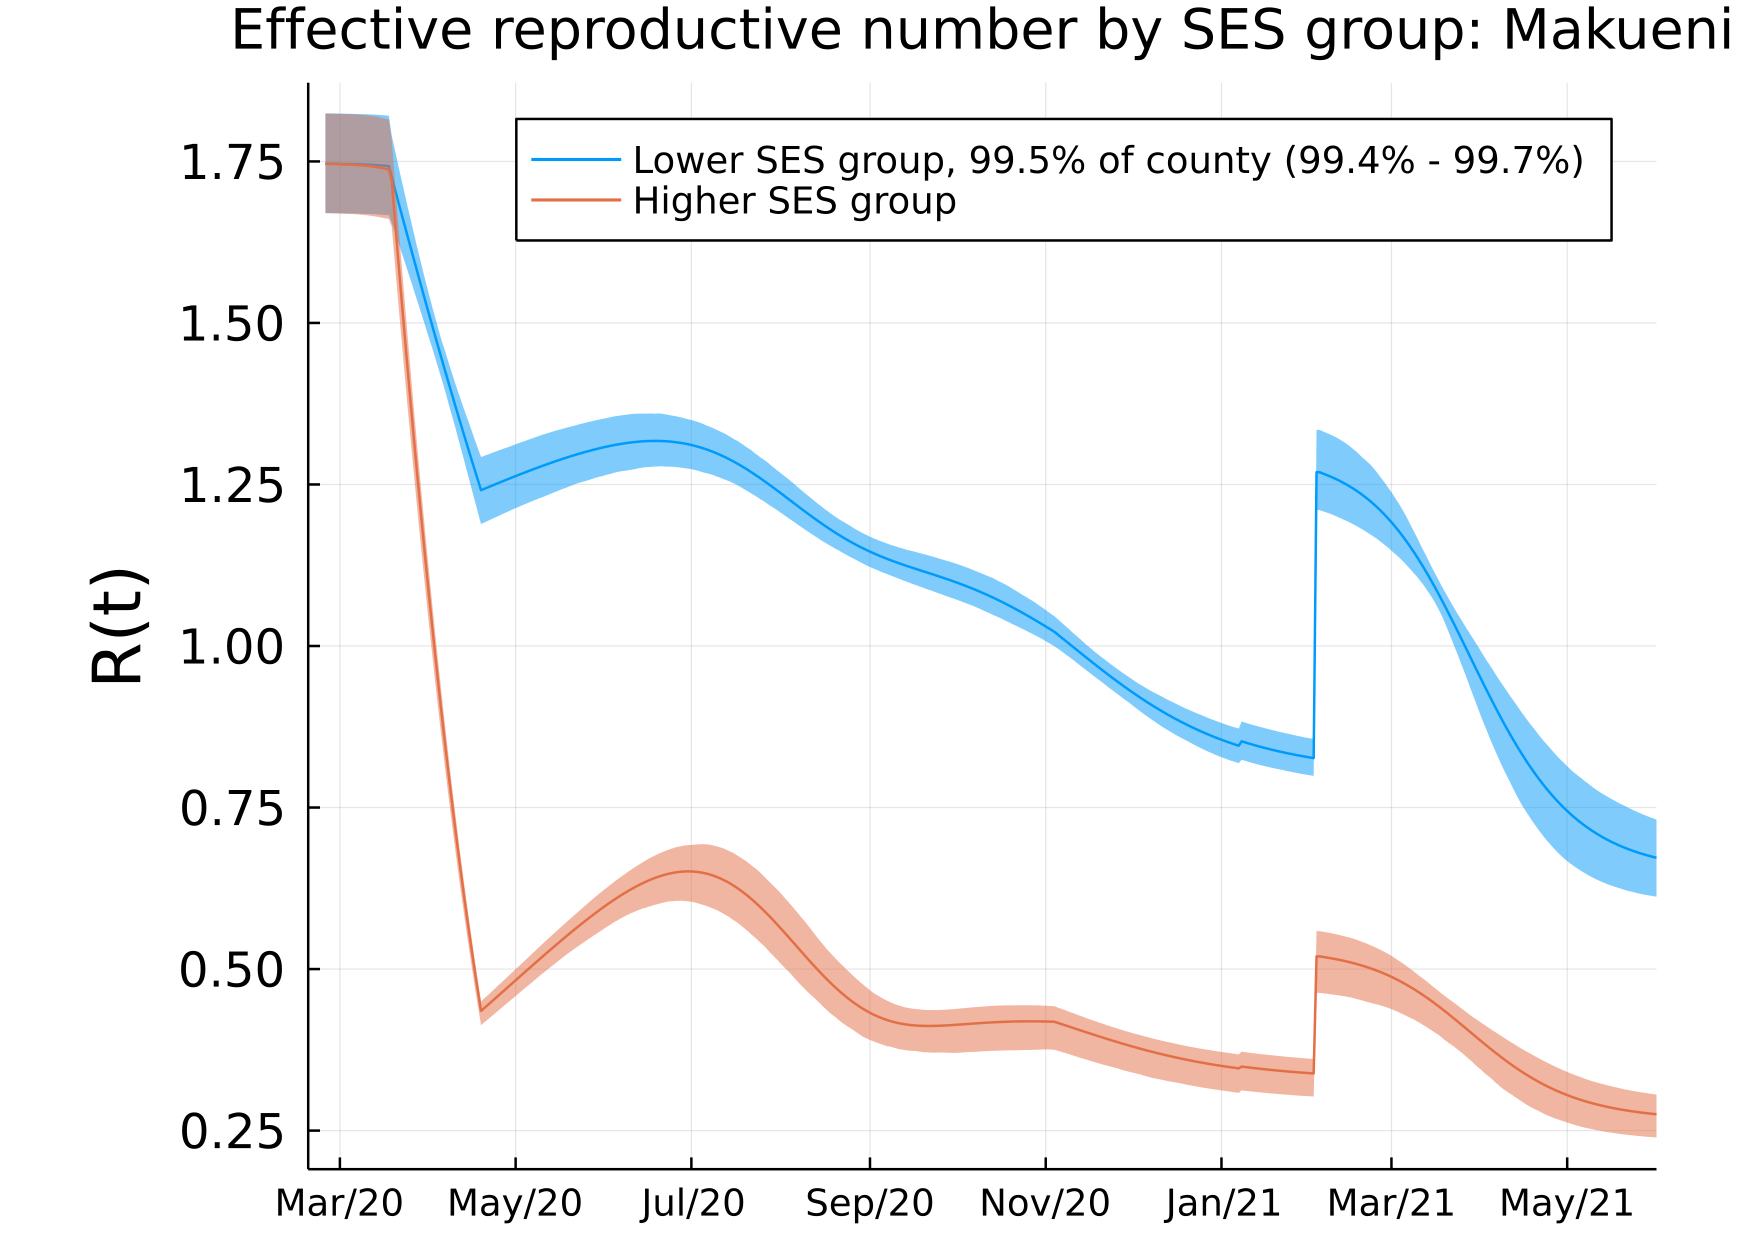 Effective reproductive number by SES group: Makueni
Lower SES group, 99.5% of county (99.4% - 99.7%)
Higher SES group
R(t)
1.75
1.50
1.25
1.00
0.75
0.50
0.25
Mar/20 May/20 Jul/20 Sep/20 Nov/20 Jan/21 Mar/21 May/21